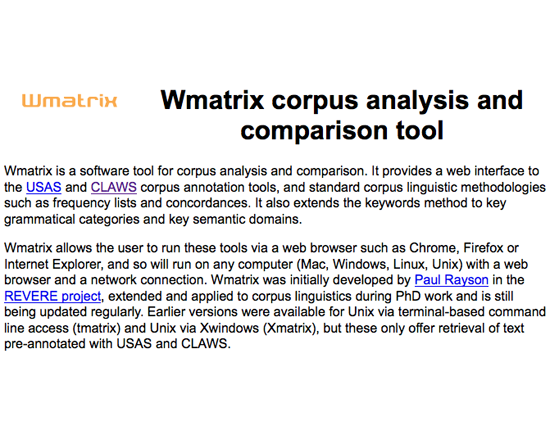 Wmatrix
Wmatrix corpus analysis and
comparison tool
Wmatrix is a software tool for corpus analysis and comparison. It provides a web interface to
the USAS and CLAWS corpus annotation tools, and standard corpus linguistic methodologies
such as frequency lists and concordances. It also extends the keywords method to key
grammatical categories and key semantic domains.
Wmatrix allows the user to run these tools via a web browser such as Chrome, Firefox or
Internet Explorer, and so will run on any computer (Mac, Windows, Linux, Unix) with a web
browser and a network connection. Wmatrix was initially developed by Paul Rayson in the
REVERE project, extended and applied to corpus linguistics during PhD work and is still
being updated regularly. Earlier versions were available for Unix via terminal-based command
line access (tmatrix) and Unix via Xwindows (Xmatrix), but these only offer retrieval of text
pre-annotated with USAS and CLAWS.